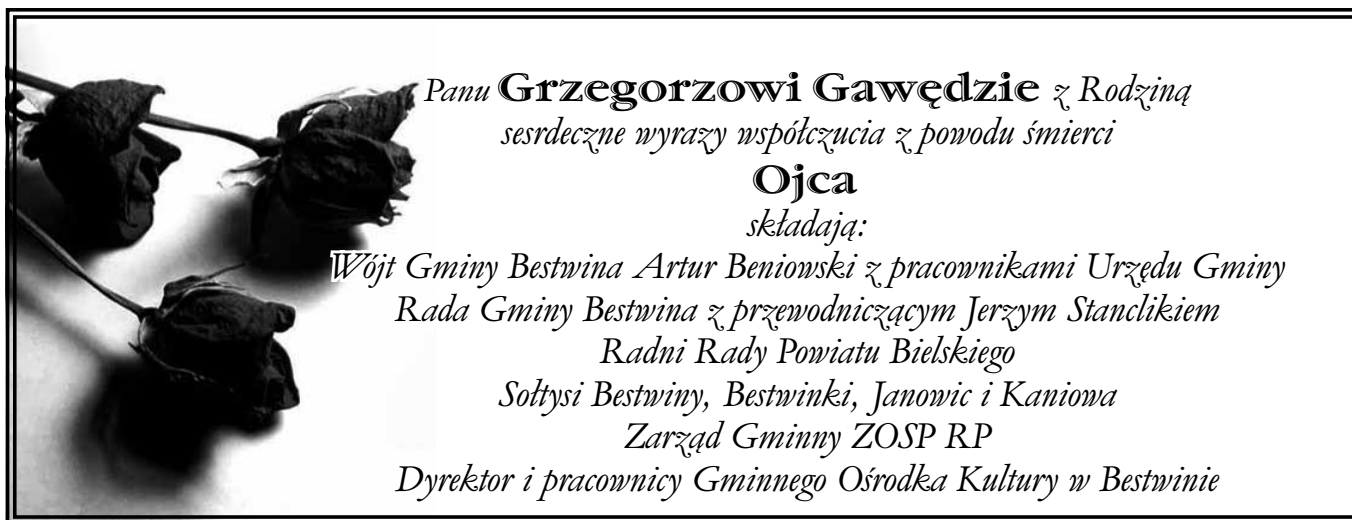 Panu Grzegorzowi Gawędzie z Rodziną
sesrdeczne wyrazy współczucia z powodu śmierci
Ojca
składają:
Wójt Gminy Bestwina Artur Beniowski z pracownikami Urzędu Gminy
Rada Gminy Bestwina z przewodniczącym Jerzym Stanclikiem
Radni Rady Powiatu Bielskiego
Sołtysi Bestwiny, Bestwinki, Janowic i Kaniowa
Zarząd Gminny ZOSP RP
Dyrektor i pracownicy Gminnego Ośrodka Kultury w Bestwinie